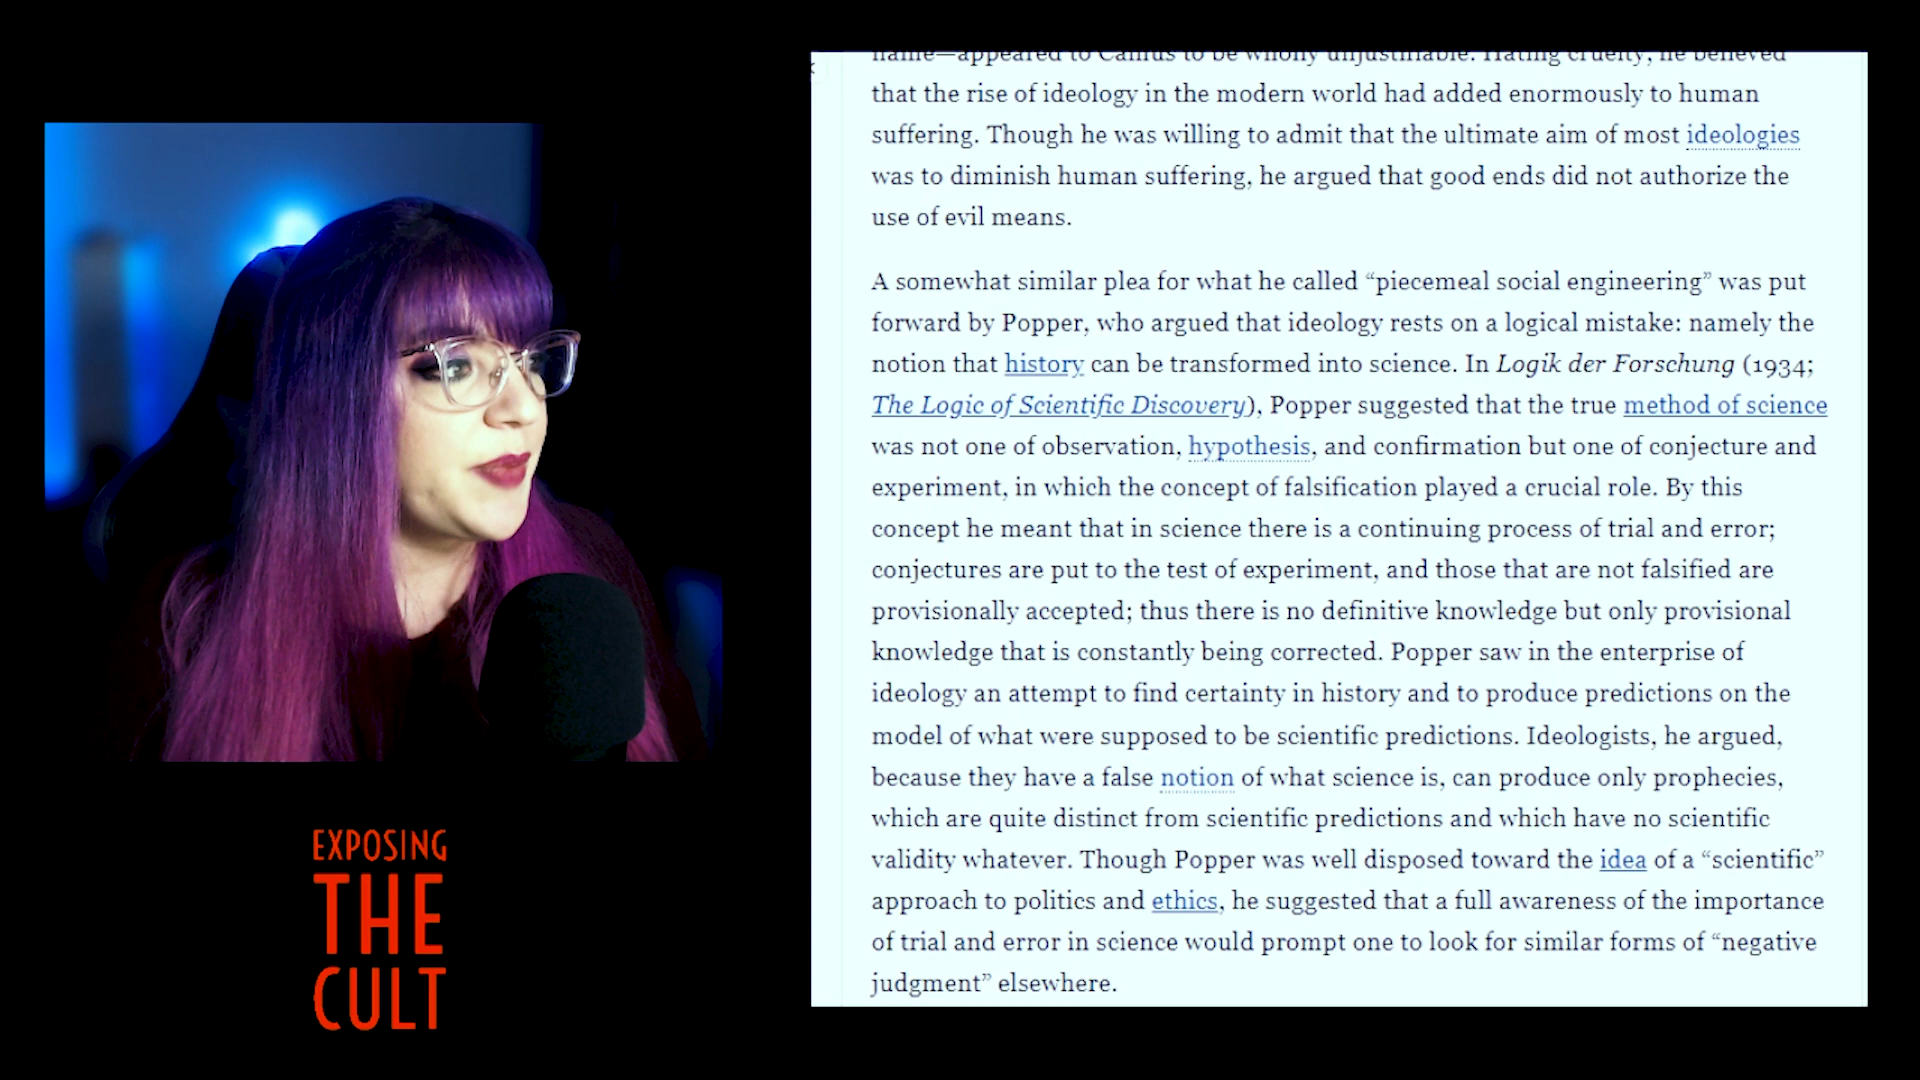 name—appeared to Camus to be wholly unjustifiable. Hating cruelty, he believed
that the rise of ideology in the modern world had added enormously to human
suffering. Though he was willing to admit that the ultimate aim of most ideologies
was to diminish human suffering, he argued that good ends did not authorize the
use of evil means.
A somewhat similar plea for what he called “piecemeal social engineering” was put
forward by Popper, who argued that ideology rests on a logical mistake: namely the
notion that history can be transformed into science. In Logik der Forschung (1934;
The Logic of Scientific Discovery), Popper suggested that the true method of science
was not one of observation, hypothesis, and confirmation but one of conjecture and
experiment, in which the concept of falsification played a crucial role. By this
concept he meant that in science there is a continuing process of trial and error;
conjectures are put to the test of experiment, and those that are not falsified are
provisionally accepted; thus there is no definitive knowledge but only provisional
knowledge that is constantly being corrected. Popper saw in the enterprise of
ideology an attempt to find certainty in history and to produce predictions on the
model of what were supposed to be scientific predictions. Ideologists, he argued,
because they have a false notion of what science is, can produce only prophecies,
which are quite distinct from scientific predictions and which have no scientific
validity whatever. Though Popper was well disposed toward the idea of a “scientific”
approach to politics and ethics, he suggested that a full awareness of the importance
of trial and error in science would prompt one to look for similar forms of “negative
judgment” elsewhere.
EXPOSING
THE
CULT